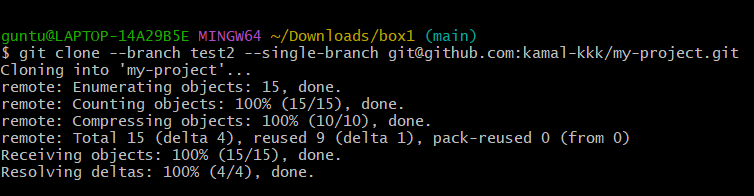 guntu@LAPTOP-14A29B5E MINGW64 ~/Downloads/box1 (main)
$ git clone --branch test2 --single-branch git@github.com:kamal-kkk/my-project.git
Cloning into 'my-project'...
remote: Enumerating objects: 15, done.
remote: Counting objects: 100% (15/15), done.
remote: Compressing objects: 100% (10/10), done.
remote: Total 15 (delta 4), reused 9 (delta 1), pack-reused 0 (from 0)
Receiving objects: 100% (15/15), done.
Resolving deltas: 100% (4/4), done.